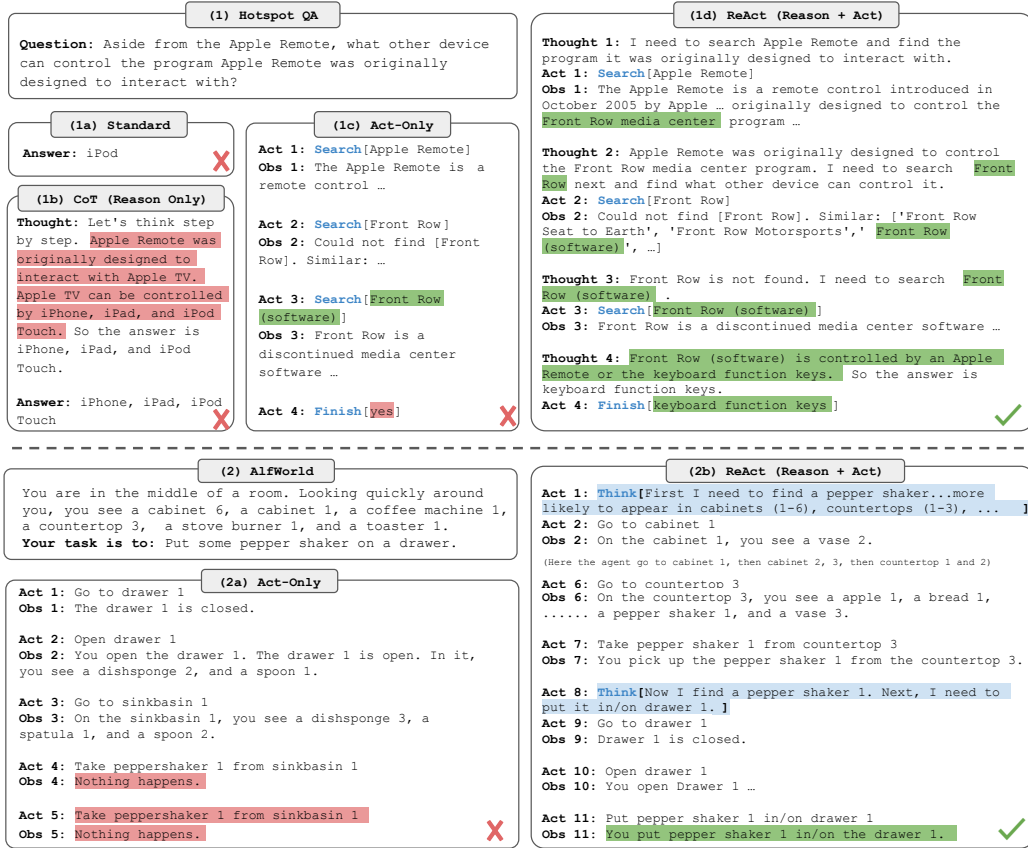 (1) Hotspot QA
Question: Aside from the Apple Remote, what other device
can control the program Apple Remote was originally
designed to interact with?
(1a) Standard
Answer: iPod
(1b) CoT (Reason Only)
Thought: Let's think step
by step. Apple Remote was
originally designed to
interact with Apple TV.
Apple TV can be controlled
by iPhone, iPad, and iPod
Touch. So the answer is
iPhone, iPad, and iPod
Touch.
Answer: iPhone, iPad, iPod
Touch
(1c) Act-Only
Act 1: Search[Apple Remote]
Obs 1: The Apple Remote is a
remote control …
Act 2: Search[Front Row]
Obs 2: Could not find [Front
Row]. Similar: …
Act 3: Search[Front Row
(software)]
Obs 3: Front Row is a
discontinued media center
software …
Act 4: Finish[yes]
(1d) ReAct (Reason + Act)
Thought 1: I need to search Apple Remote and find the
program it was originally designed to interact with.
Act 1: Search[Apple Remote]
Obs 1: The Apple Remote is a remote control introduced in
October 2005 by Apple … originally designed to control the
Front Row media center program …
Thought 2: Apple Remote was originally designed to control
the Front Row media center program. I need to search Front
Row next and find what other device can control it.
Act 2: Search[Front Row]
Obs 2: Could not find [Front Row]. Similar: ['Front Row
Seat to Earth', 'Front Row Motorsports',' Front Row
(software)', …]
Thought 3: Front Row is not found. I need to search Front
Row (software) .
Act 3: Search[Front Row (software)]
Obs 3: Front Row is a discontinued media center software …
Thought 4: Front Row (software) is controlled by an Apple
Remote or the keyboard function keys. So the answer is
keyboard function keys.
Act 4: Finish[keyboard function keys]
(2) AlfWorld
You are in the middle of a room. Looking quickly around
you, you see a cabinet 6, a cabinet 1, a coffee machine 1,
a countertop 3, a stove burner 1, and a toaster 1.
Your task is to: Put some pepper shaker on a drawer.
(2a) Act-Only
Act 1: Go to drawer 1
Obs 1: The drawer 1 is closed.
Act 2: Open drawer 1
Obs 2: You open the drawer 1. The drawer 1 is open. In it,
you see a dishsponge 2, and a spoon 1.
Act 3: Go to sinkbasin 1
Obs 3: On the sinkbasin 1, you see a dishsponge 3, a
spatula 1, and a spoon 2.
Act 4: Take peppershaker 1 from sinkbasin 1
Obs 4: Nothing happens.
Act 5: Take peppershaker 1 from sinkbasin 1
Obs 5: Nothing happens.
(2b) ReAct (Reason + Act)
Act 1: Think[First I need to find a pepper shaker...more
likely to appear in cabinets (1-6), countertops (1-3), ... ]
Act 2: Go to cabinet 1
Obs 2: On the cabinet 1, you see a vase 2.
(Here the agent go to cabinet 1, then cabinet 2, 3, then countertop 1 and 2)
Act 6: Go to countertop 3
Obs 6: On the countertop 3, you see a apple 1, a bread 1,
...... a pepper shaker 1, and a vase 3.
Act 7: Take pepper shaker 1 from countertop 3
Obs 7: You pick up the pepper shaker 1 from the countertop 3.
Act 8: Think[Now I find a pepper shaker 1. Next, I need to
put it in/on drawer 1. ]
Act 9: Go to drawer 1
Obs 9: Drawer 1 is closed.
Act 10: Open drawer 1
Obs 10: You open Drawer 1 …
Act 11: Put pepper shaker 1 in/on drawer 1
Obs 11: You put pepper shaker 1 in/on the drawer 1.